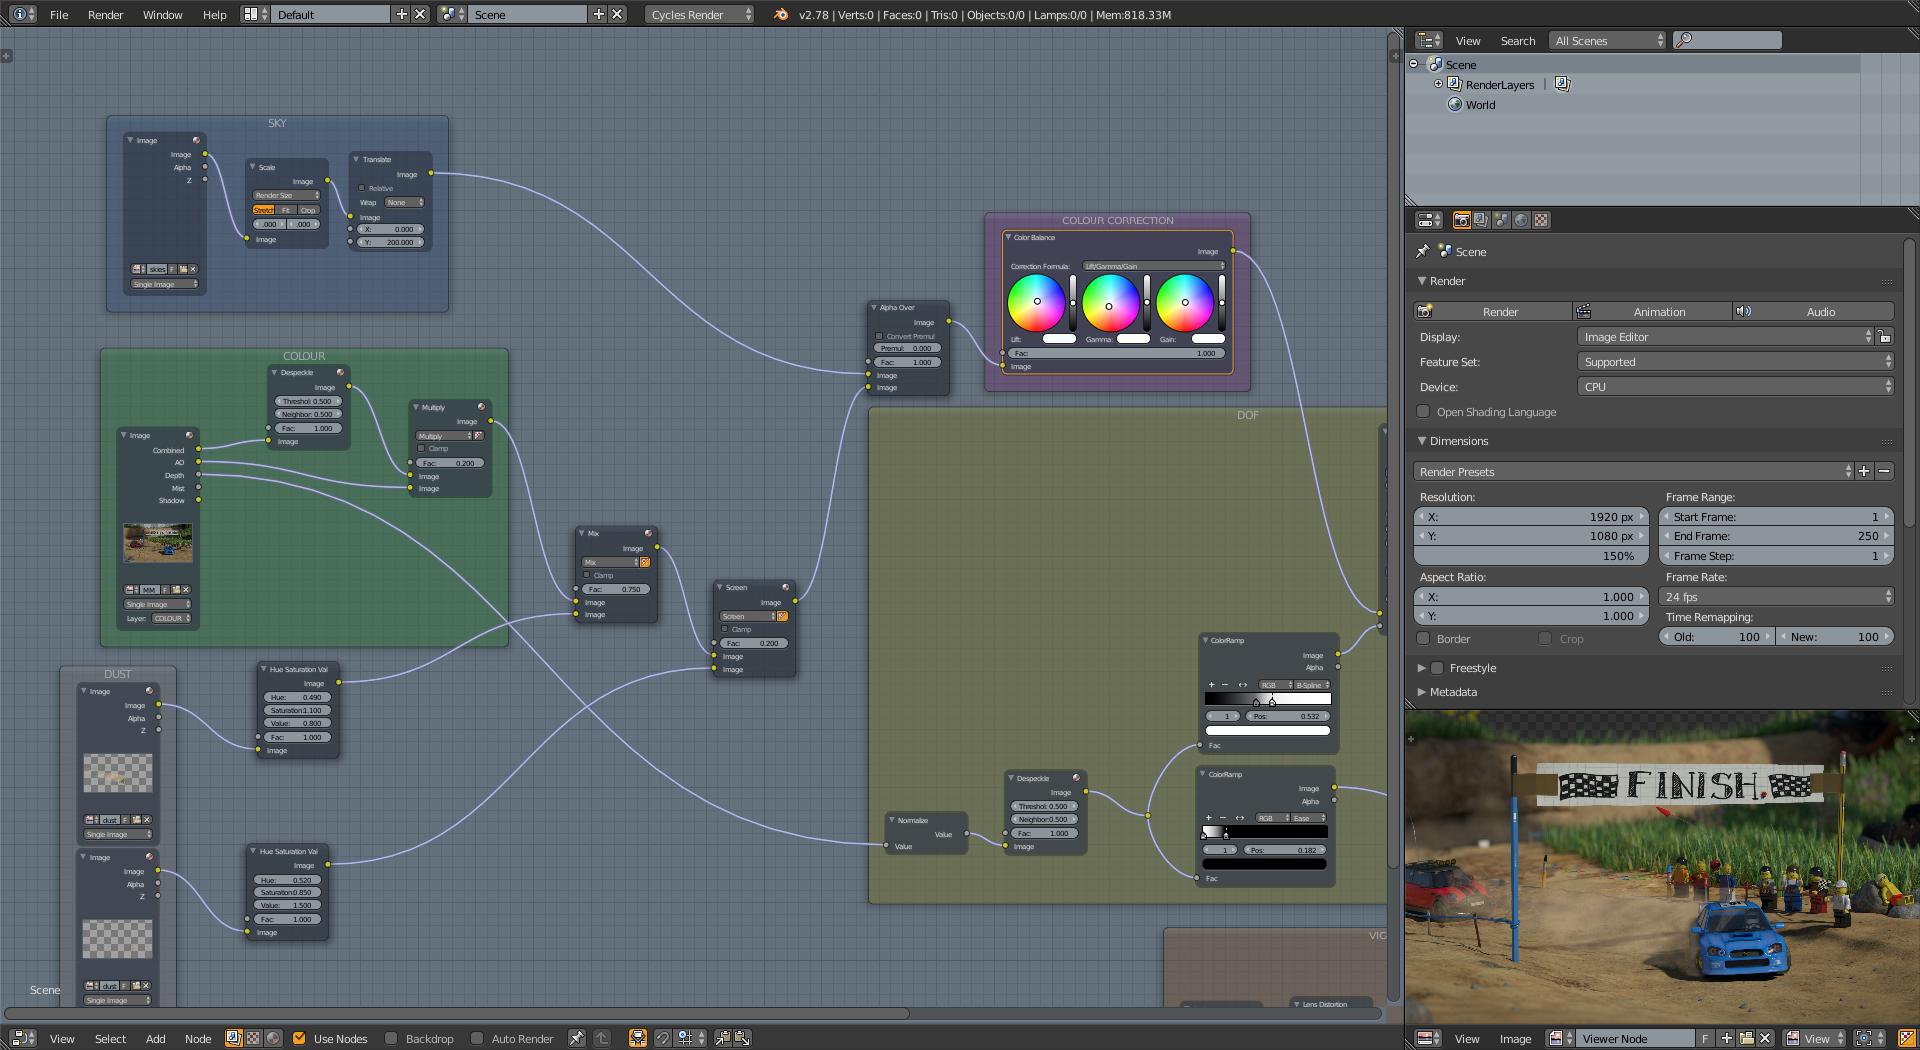 File Render Window Help Default Scene Cycles Render v2.78 | Verts:0 | Faces:0 | Tris:0 | Objects:0/0 | Lamps:0/0 | Mem:818.33M
View Search All Scenes
Scene
RenderLayers
World
SKY
Image
Image
Alpha
Z
skies F
Single Image
Scale
Image
Render Size
Stretch Fit Crop
.000 .000
Image
Translate
Image
Relative
Wrap None
Image
X: 0.000
Y: 200.000
COLOUR CORRECTION
Color Balance
Image
Correction Formula: Lift/Gamma/Gain
Lift: Gamma: Gain:
Fac: 1.000
Image
Alpha Over
Image
Convert Premul
Premul: 0.000
Fac: 1.000
Image
Image
COLOUR
Despeckle
Image
Threshol: 0.500
Neighbor: 0.500
Fac: 1.000
Image
Multiply
Image
Multiply
Clamp
Fac: 0.200
Image
Image
Image
Combined
AO
Depth
Mist
Shadow
MM F
Single Image
Layer: COLOUR
Mix
Image
Mix
Clamp
Fac: 0.750
Image
Image
Screen
Image
Screen
Clamp
Fac: 0.200
Image
Image
DUST
Image
Image
Alpha
Z
dust F
Single Image
Image
Image
Alpha
Z
dust F
Single Image
Hue Saturation Val
Image
Hue: 0.490
Saturation:1.100
Value: 0.800
Fac: 1.000
Image
Hue Saturation Val
Image
Hue: 0.520
Saturation:0.850
Value: 1.500
Fac: 1.000
Image
DOF
ColorRamp
Image
Alpha
RGB B-Spline
1 Pos: 0.532
Fac
ColorRamp
Image
Alpha
RGB Ease
1 Pos: 0.182
Fac
Normalize
Value
Value
Despeckle
Image
Threshol: 0.500
Neighbor:0.500
Fac: 1.000
Image
VIG
Lens Distortion
Scene
View Select Add Node Use Nodes Backdrop Auto Render
Scene
Render
Render Animation Audio
Display: Image Editor
Feature Set: Supported
Device: CPU
Open Shading Language
Dimensions
Render Presets
Resolution: Frame Range:
X: 1920 px Start Frame: 1
Y: 1080 px End Frame: 250
150% Frame Step: 1
Aspect Ratio: Frame Rate:
X: 1.000 24 fps
Y: 1.000 Time Remapping:
Border Crop Old: 100 New: 100
Freestyle
Metadata
FINISH.
View Image Viewer Node F View